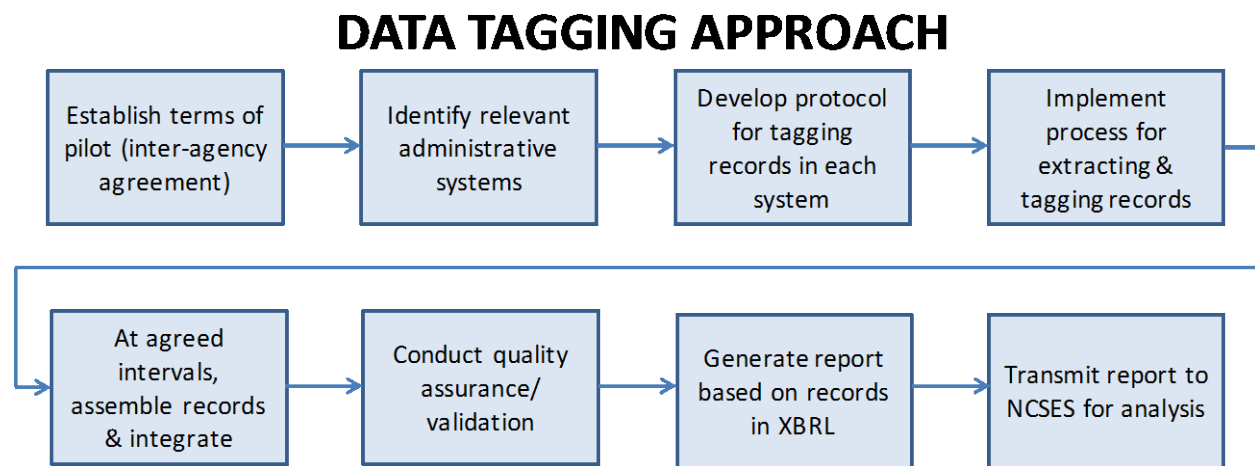 DATA TAGGING APPROACH
Establish terms of
pilot (inter-agency
agreement)
Identify relevant
administrative
systems
Develop protocol
for tagging
records in each
system
Implement
process for
extracting &
tagging records
At agreed
intervals,
assemble records
& integrate
Conduct quality
assurance/
validation
Generate report
based on records
in XBRL
Transmit report to
NCSES for analysis